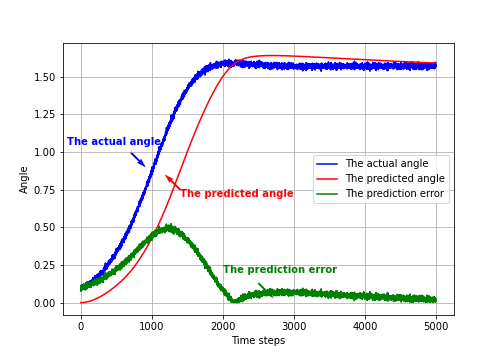 1.50
1.25
1.00
0.75
0.50
0.25
0.00
Angle
The actual angle
The predicted angle
The prediction error
The actual angle
The predicted angle
The prediction error
0
1000
2000
3000
4000
5000
Time steps